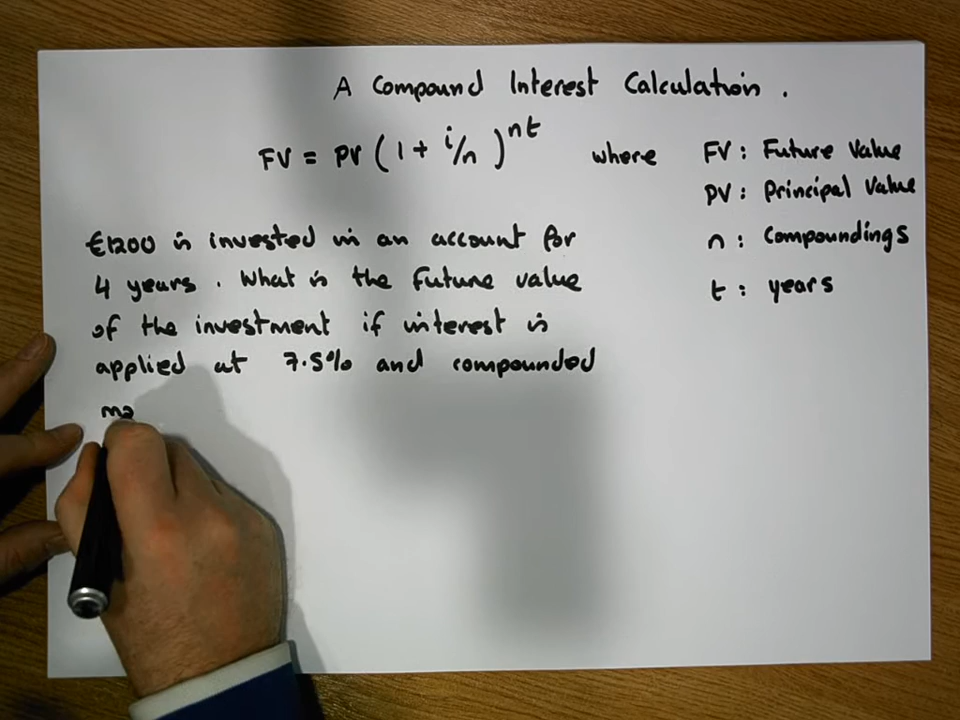 A Compound Interest Calculation.
FV = PV (1 + i/n)^nt where FV: Future Value
PV: Principal Value
n: Compoundings
t: years
€1200 is invested in an account for
4 years. What is the future value
of the investment if interest is
applied at 7.5% and compounded